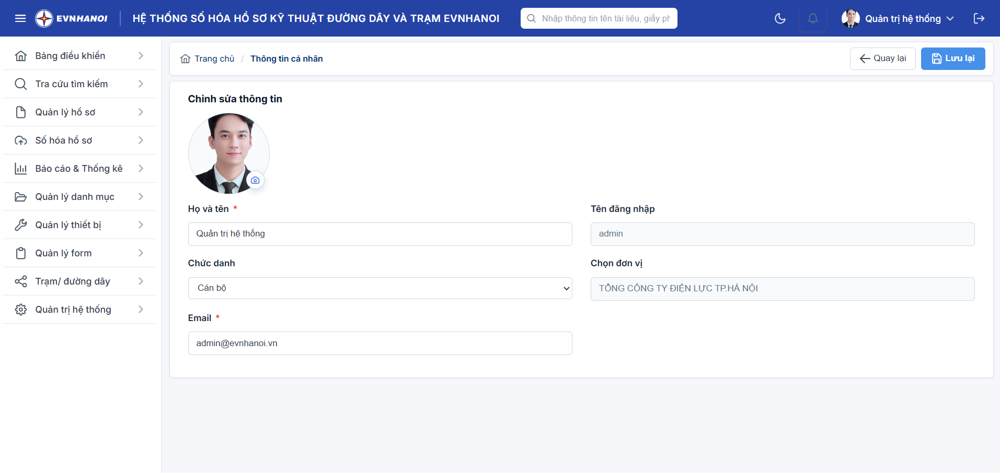 EVNHANOI
HỆ THỐNG SỐ HÓA HỒ SƠ KỸ THUẬT ĐƯỜNG DÂY VÀ TRẠM EVNHANOI
Nhập thông tin tên tài liệu, giấy ph
Quản trị hệ thống
Bảng điều khiển
Tra cứu tìm kiếm
Quản lý hồ sơ
Số hóa hồ sơ
Báo cáo & Thống kê
Quản lý danh mục
Quản lý thiết bị
Quản lý form
Trạm/ đường dây
Quản trị hệ thống
Trang chủ / Thông tin cá nhân
Quay lại
Lưu lại
Chỉnh sửa thông tin
Họ và tên *
Quản trị hệ thống
Tên đăng nhập
admin
Chức danh
Cán bộ
Chọn đơn vị
TỔNG CÔNG TY ĐIỆN LỰC TP.HÀ NỘI
Email *
admin@evnhanoi.vn